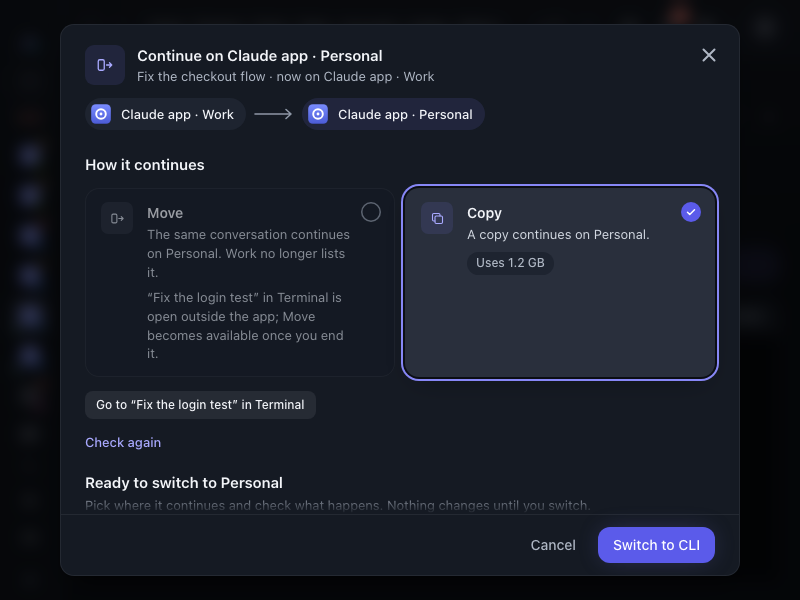 Continue on Claude app · Personal
Fix the checkout flow · now on Claude app · Work
Claude app · Work
Claude app · Personal
How it continues
Move
The same conversation continues
on Personal. Work no longer lists
it.
“Fix the login test” in Terminal is
open outside the app; Move
becomes available once you end
it.
Copy
A copy continues on Personal.
Uses 1.2 GB
Go to “Fix the login test” in Terminal
Check again
Ready to switch to Personal
Pick where it continues and check what happens. Nothing changes until you switch.
Cancel
Switch to CLI